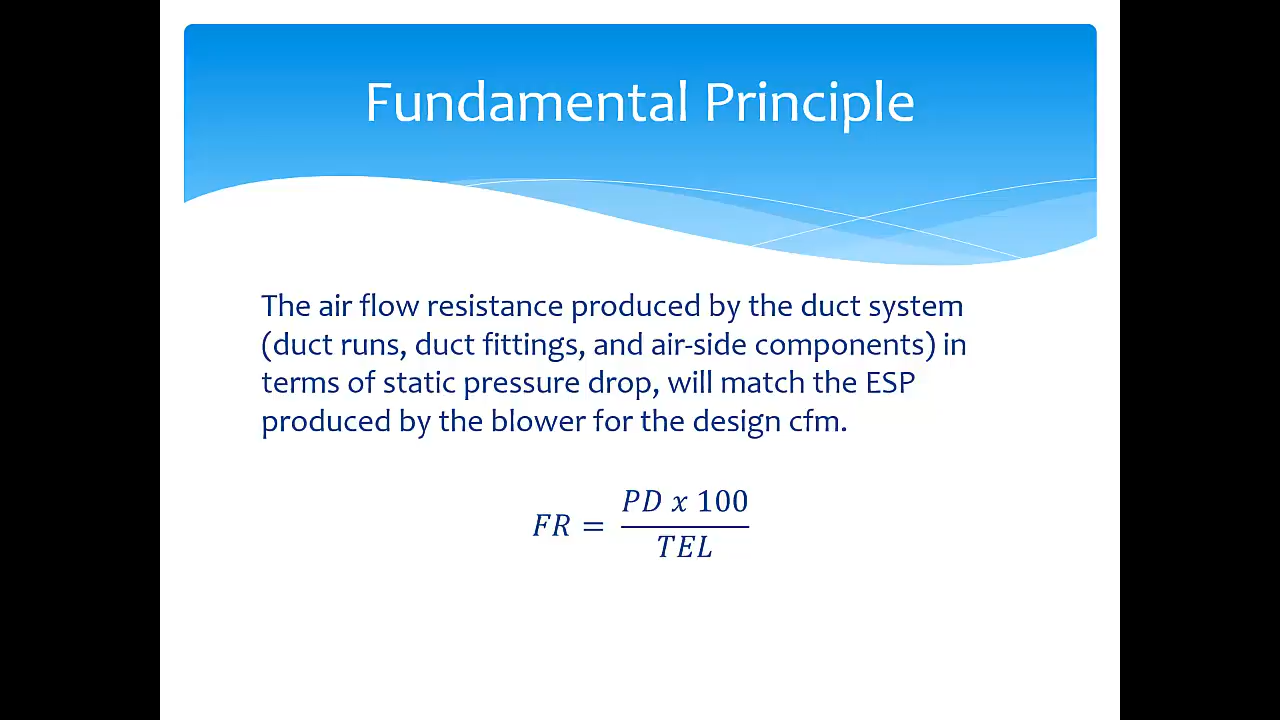 Fundamental Principle
The air flow resistance produced by the duct system
(duct runs, duct fittings, and air-side components) in
terms of static pressure drop, will match the ESP
produced by the blower for the design cfm.
FR = PD x 100 / TEL